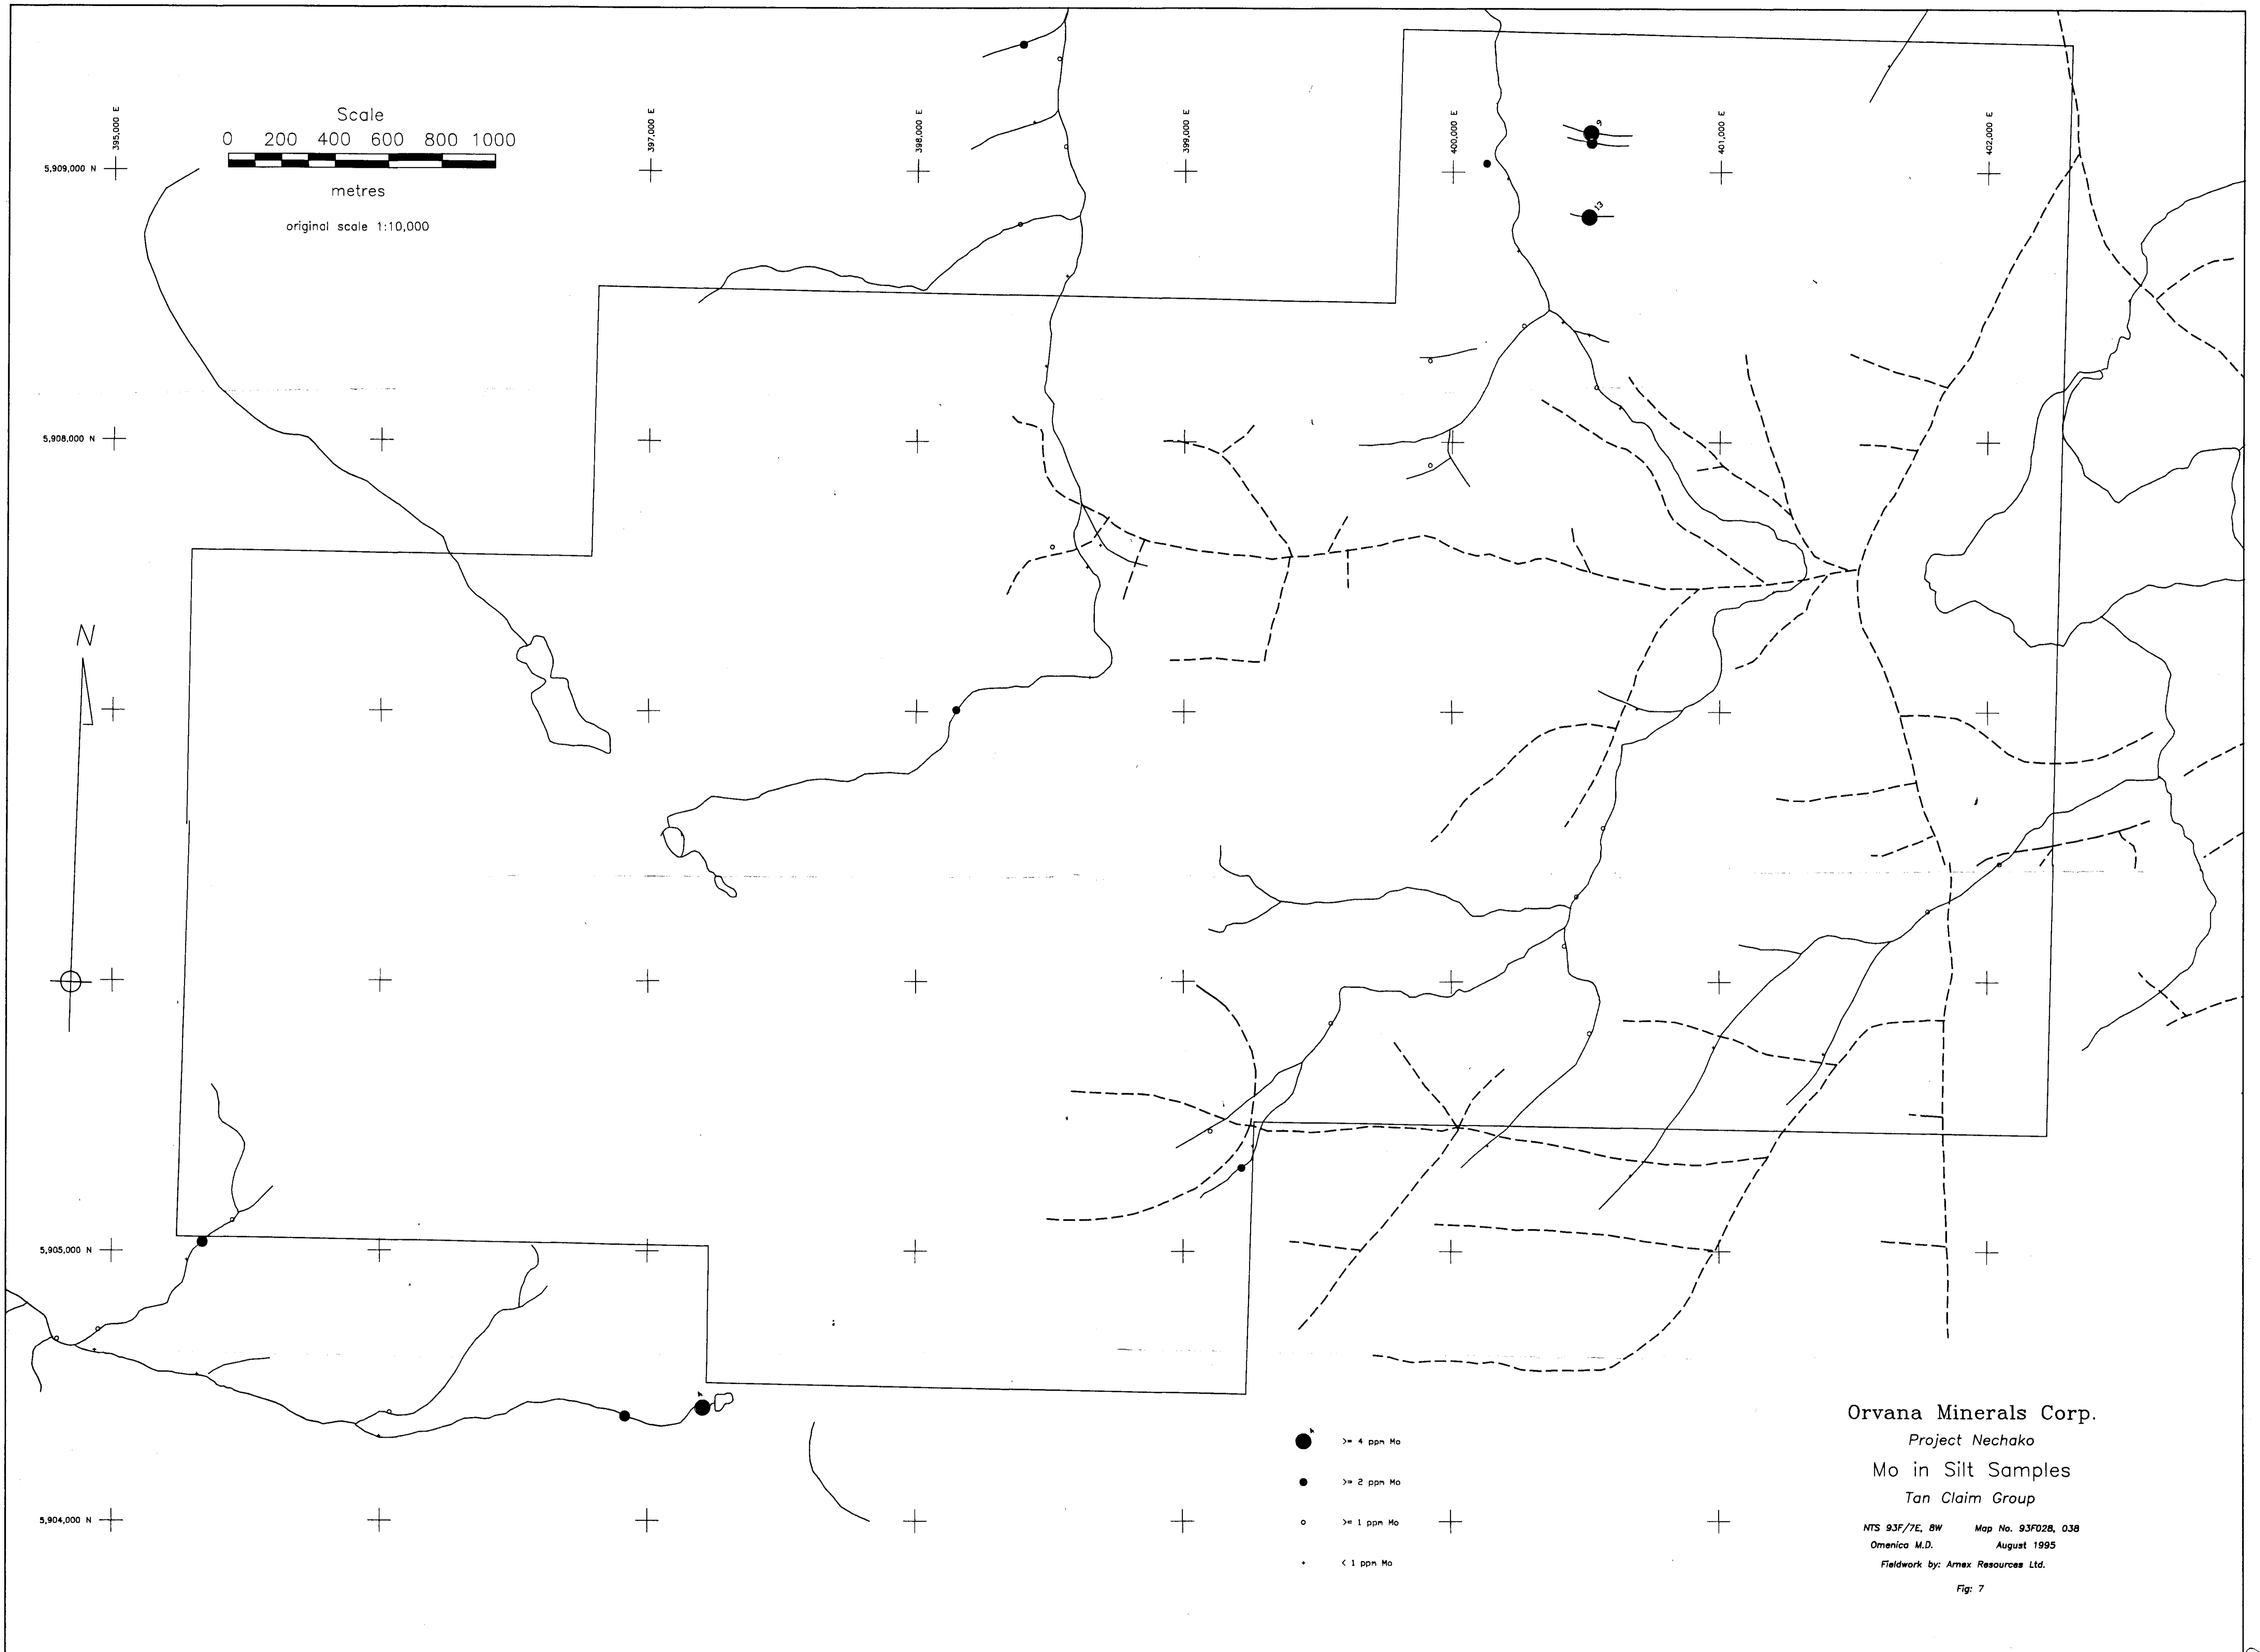 Scale
0 200 400 600 800 1000
metres
original scale 1:10,000
395,000 E
397,000 E
398,000 E
399,000 E
400,000 E
401,000 E
402,000 E
5,909,000 N
9
13
5,908,000 N
N
5,905,000 N
4
5,904,000 N
4
>= 4 ppm Mo
>= 2 ppm Mo
>= 1 ppm Mo
< 1 ppm Mo
Orvana Minerals Corp.
Project Nechako
Mo in Silt Samples
Tan Claim Group
NTS 93F/7E, 8W Map No. 93F028, 038
Omenica M.D. August 1995
Fieldwork by: Amex Resources Ltd.
Fig: 7